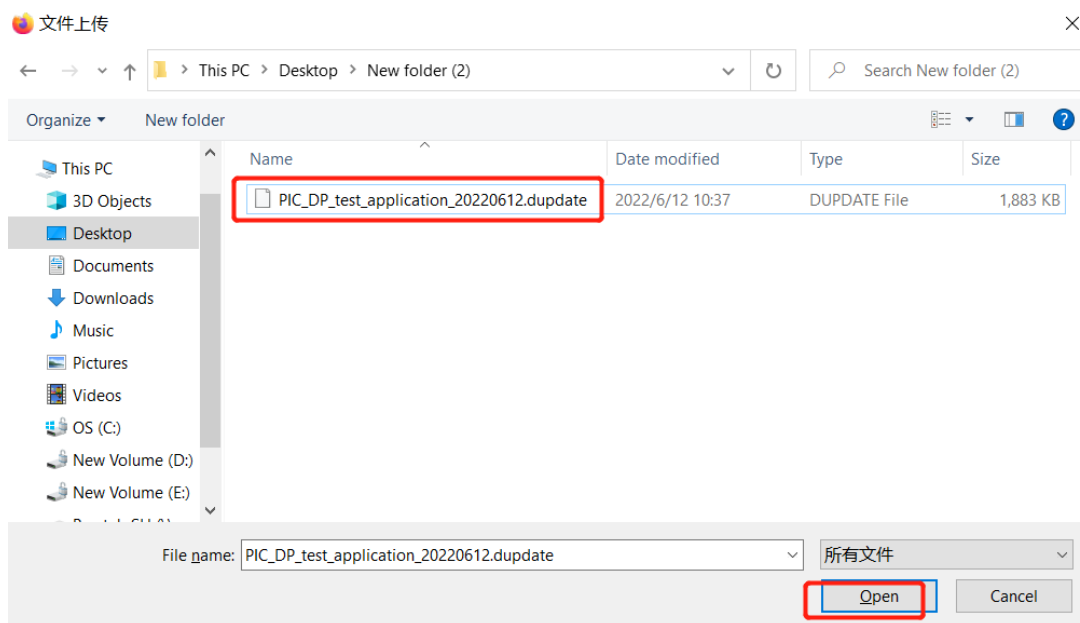 文件上传
This PC > Desktop > New folder (2)
Search New folder (2)
Organize
New folder
?
Name
Date modified
Type
Size
PIC_DP_test_application_20220612.dupdate
2022/6/12 10:37
DUPDATE File
1,883 KB
This PC
3D Objects
Desktop
Documents
Downloads
Music
Pictures
Videos
OS (C:)
New Volume (D:)
New Volume (E:)
File name:
PIC_DP_test_application_20220612.dupdate
所有文件
Open
Cancel